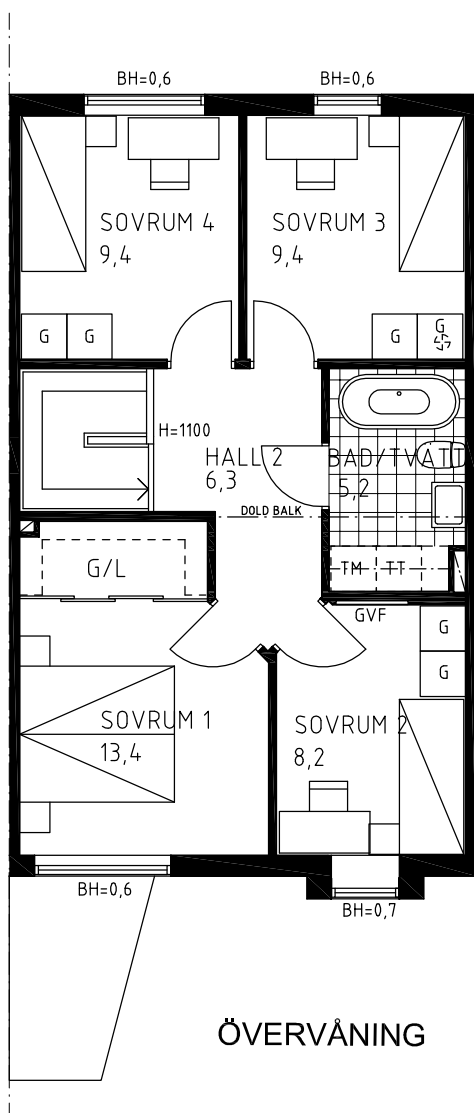 BH=0,6 BH=0,6
SOVRUM 4
9,4
SOVRUM 3
9,4
G G G G
H=1100
HALL 2
6,3
BAD/TVÄTT
5,2
DOLD BALK
G/L
TM TT
GVF
G
G
SOVRUM 1
13,4
SOVRUM 2
8,2
BH=0,6
BH=0,7
ÖVERVÅNING